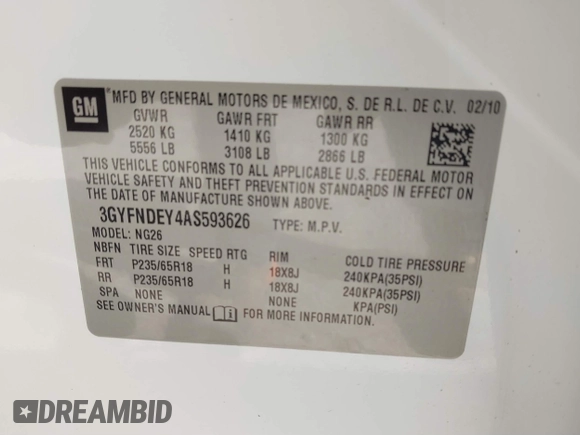 GM MFD BY GENERAL MOTORS DE MEXICO, S. DE R.L. DE C.V. 02/10
GVWR GAWR FRT GAWR RR
2520 KG 1410 KG 1300 KG
5556 LB 3108 LB 2866 LB
THIS VEHICLE CONFORMS TO ALL APPLICABLE U.S. FEDERAL MOTOR
VEHICLE SAFETY AND THEFT PREVENTION STANDARDS IN EFFECT ON
THE DATE OF MANUFACTURE SHOWN ABOVE.
3GYFNDEY4AS593626 TYPE: M.P.V.
MODEL: NG26
NBFN TIRE SIZE SPEED RTG RIM COLD TIRE PRESSURE
FRT P235/65R18 H 18X8J 240KPA(35PSI)
RR P235/65R18 H 18X8J 240KPA(35PSI)
SPA NONE NONE KPA(PSI)
SEE OWNER'S MANUAL FOR MORE INFORMATION.
DREAMBID